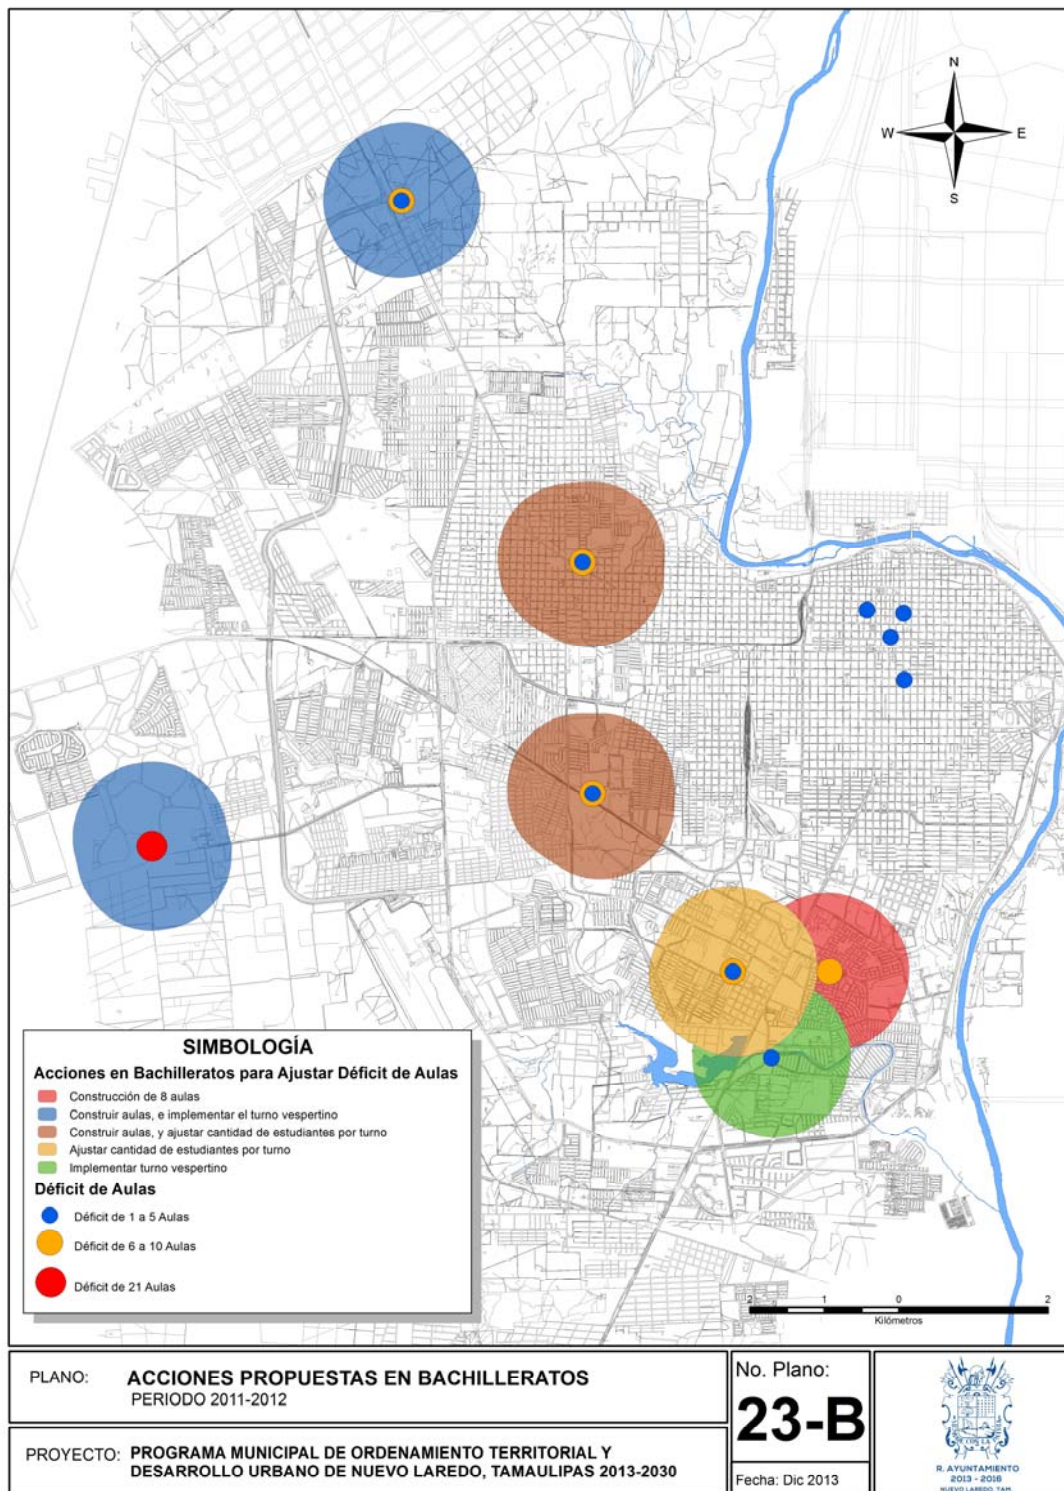 N
W E
S
SIMBOLOGÍA
Acciones en Bachilleratos para Ajustar Déficit de Aulas
Construcción de 8 aulas
Construir aulas, e implementar el turno vespertino
Construir aulas, y ajustar cantidad de estudiantes por turno
Ajustar cantidad de estudiantes por turno
Implementar turno vespertino
Déficit de Aulas
Déficit de 1 a 5 Aulas
Déficit de 6 a 10 Aulas
Déficit de 21 Aulas
2 1 0 2
Kilómetros
PLANO: ACCIONES PROPUESTAS EN BACHILLERATOS
PERIODO 2011-2012
PROYECTO: PROGRAMA MUNICIPAL DE ORDENAMIENTO TERRITORIAL Y
DESARROLLO URBANO DE NUEVO LAREDO, TAMAULIPAS 2013-2030
No. Plano:
23-B
Fecha: Dic 2013
R. AYUNTAMIENTO
2013 - 2016
NUEVO LAREDO, TAM.